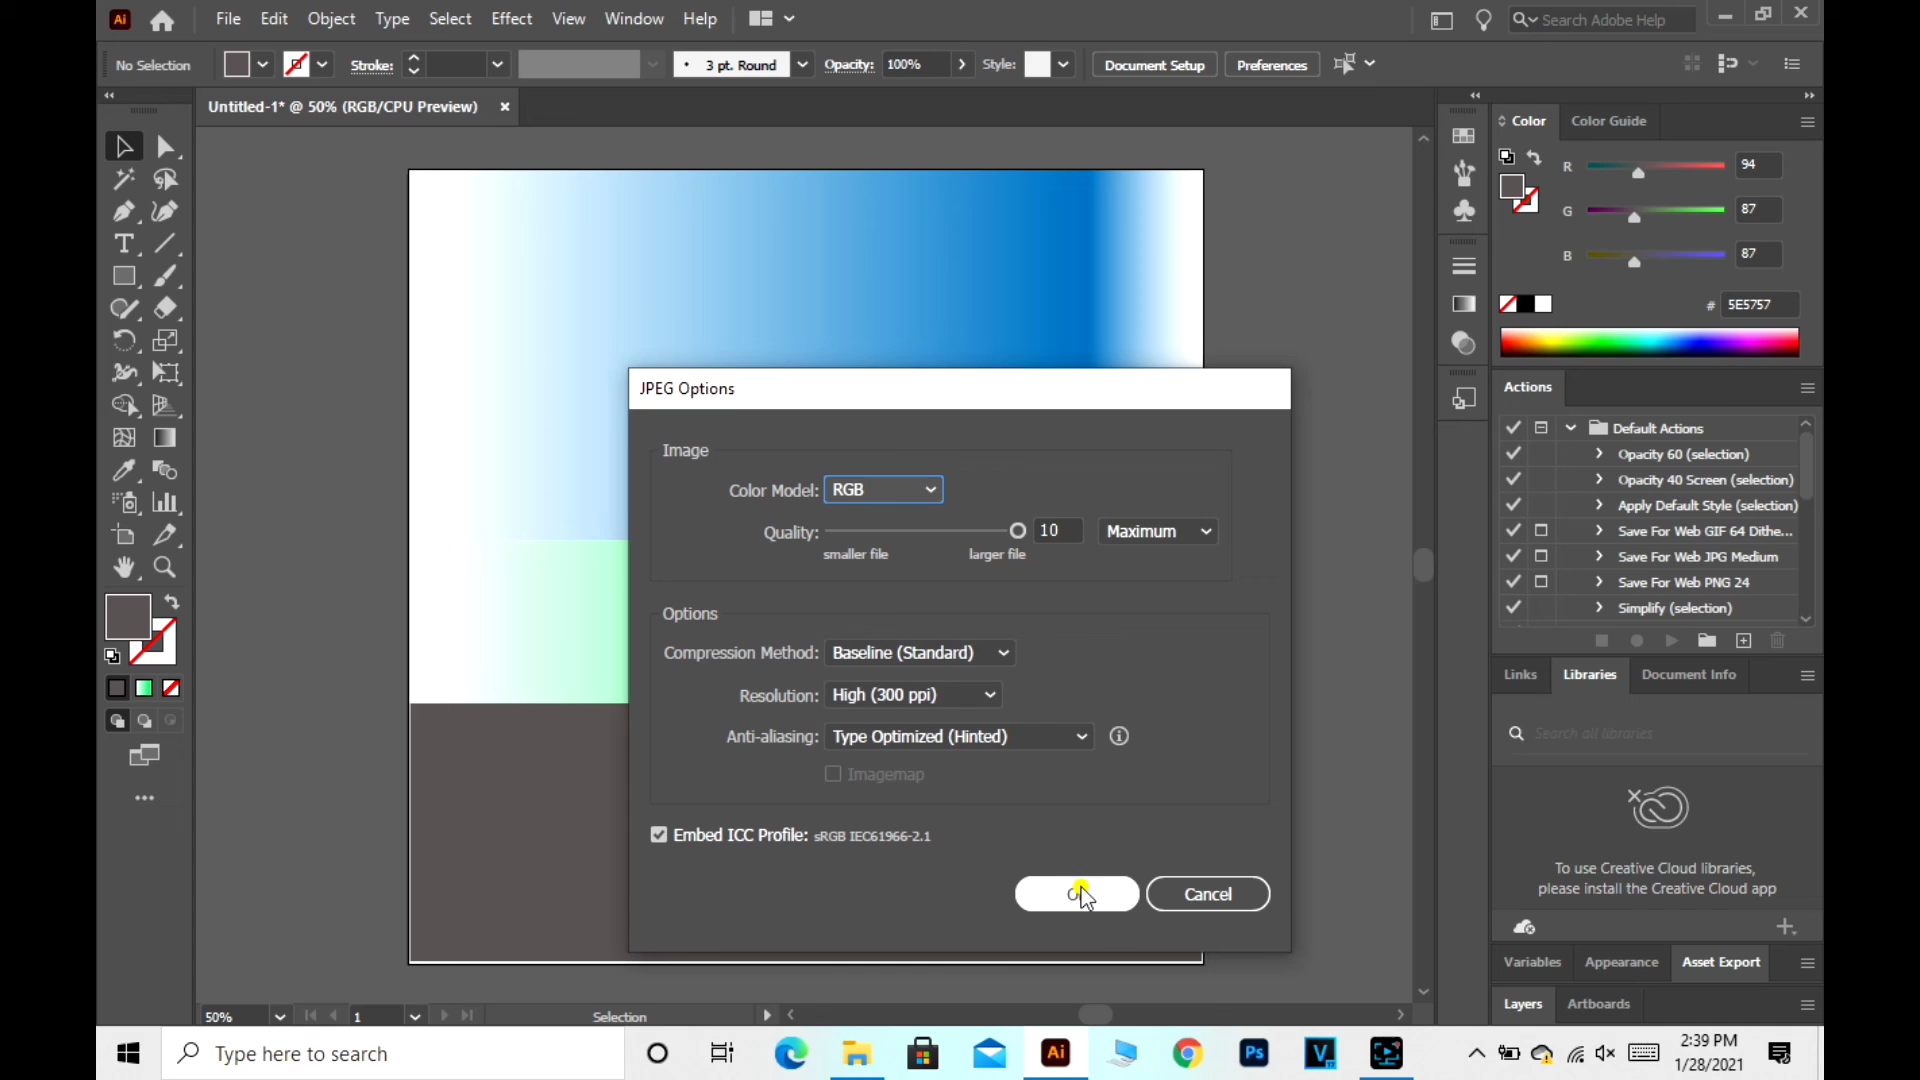 Ai File Edit Object Type Select Effect View Window Help Search Adobe Help
No Selection Stroke: 3 pt. Round Opacity: 100% Style: Document Setup Preferences
Untitled-1* @ 50% (RGB/CPU Preview)
Color Color Guide
R 94
G 87
B 87
# 5E5757
JPEG Options
Image
Color Model: RGB
Quality: 10 Maximum
smaller file larger file
Options
Compression Method: Baseline (Standard)
Resolution: High (300 ppi)
Anti-aliasing: Type Optimized (Hinted)
Imagemap
Embed ICC Profile: sRGB IEC61966-2.1
Cancel
Actions
Default Actions
Opacity 60 (selection)
Opacity 40 Screen (selection)
Apply Default Style (selection)
Save For Web GIF 64 Dithe...
Save For Web JPG Medium
Save For Web PNG 24
Simplify (selection)
Links Libraries Document Info
Search all libraries
To use Creative Cloud libraries,
please install the Creative Cloud app
Variables Appearance Asset Export
Layers Artboards
50% 1 Selection
Type here to search Ai Ps V
2:39 PM
1/28/2021